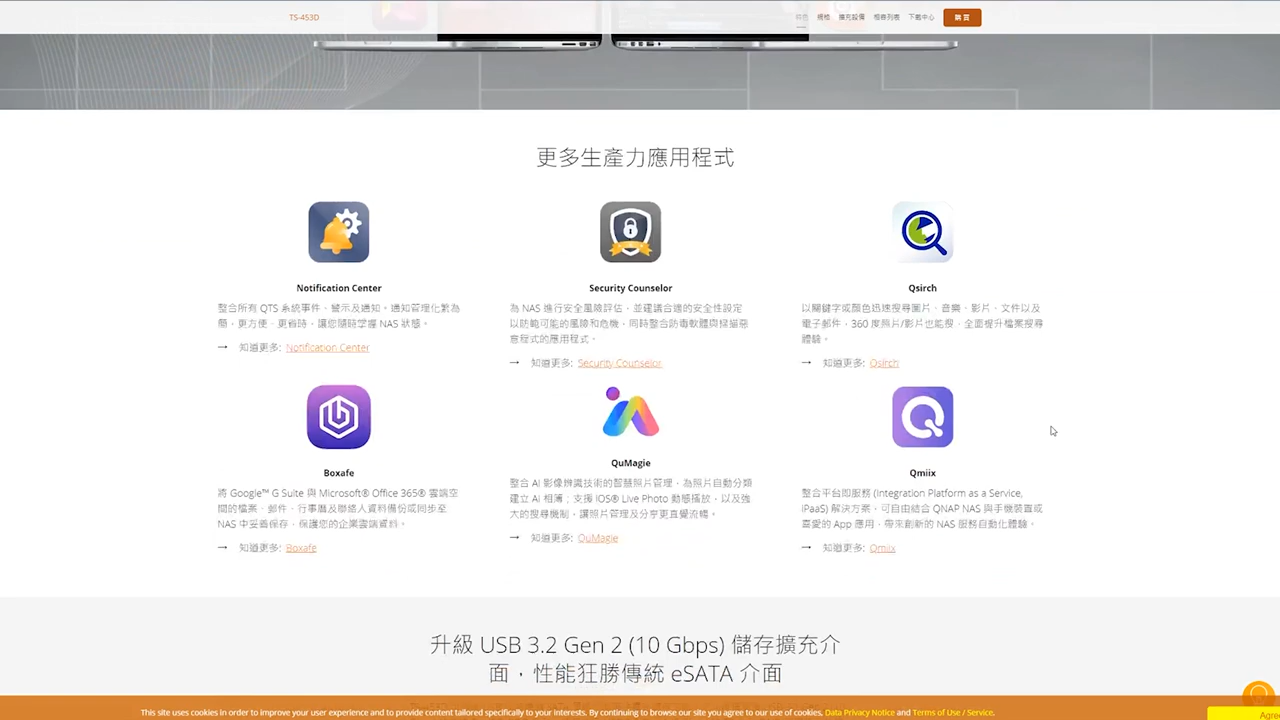 TS-453D
規格
擴充設備
相容列表
下載中心
購買
更多生產力應用程式
Notification Center
整合所有 QTS 系統事件、警示及通知。通知管理化繁為
簡，更方便、更省時，讓您隨時掌握 NAS 狀態。
→ 知道更多: Notification Center
Security Counselor
為 NAS 進行安全風險評估，並建議合適的安全性設定
以防範可能的風險和危機。同時整合防毒軟體與掃描惡
意程式的應用程式。
→ 知道更多: Security Counselor
Qsirch
以關鍵字或顏色迅速搜尋圖片、音樂、影片、文件以及
電子郵件，360 度照片/影片也能搜，全面提升檔案搜尋
體驗。
→ 知道更多: Qsirch
Boxafe
將 Google™ G Suite 與 Microsoft® Office 365® 雲端空
間的檔案、郵件、行事曆及聯絡人資料備份或同步至
NAS 中妥善保存，保護您的企業雲端資料。
→ 知道更多: Boxafe
QuMagie
整合 AI 影像辨識技術的智慧照片管理，為照片自動分類
建立 AI 相簿；支援 iOS® Live Photo 動態播放，以及強
大的搜尋機制，讓照片管理及分享更直覺流暢。
→ 知道更多: QuMagie
Qmiix
整合平台即服務 (Integration Platform as a Service,
iPaaS) 解決方案，可自由結合 QNAP NAS 與手機裝置或
喜愛的 App 應用，帶來創新的 NAS 服務自動化體驗。
→ 知道更多: Qmiix
升級 USB 3.2 Gen 2 (10 Gbps) 儲存擴充介
面，性能狂勝傳統 eSATA 介面
This site uses cookies in order to improve your user experience and to provide content tailored specifically to your interests. By continuing to browse our site you agree to our use of cookies, Data Privacy Notice and Terms of Use / Service.
Agree